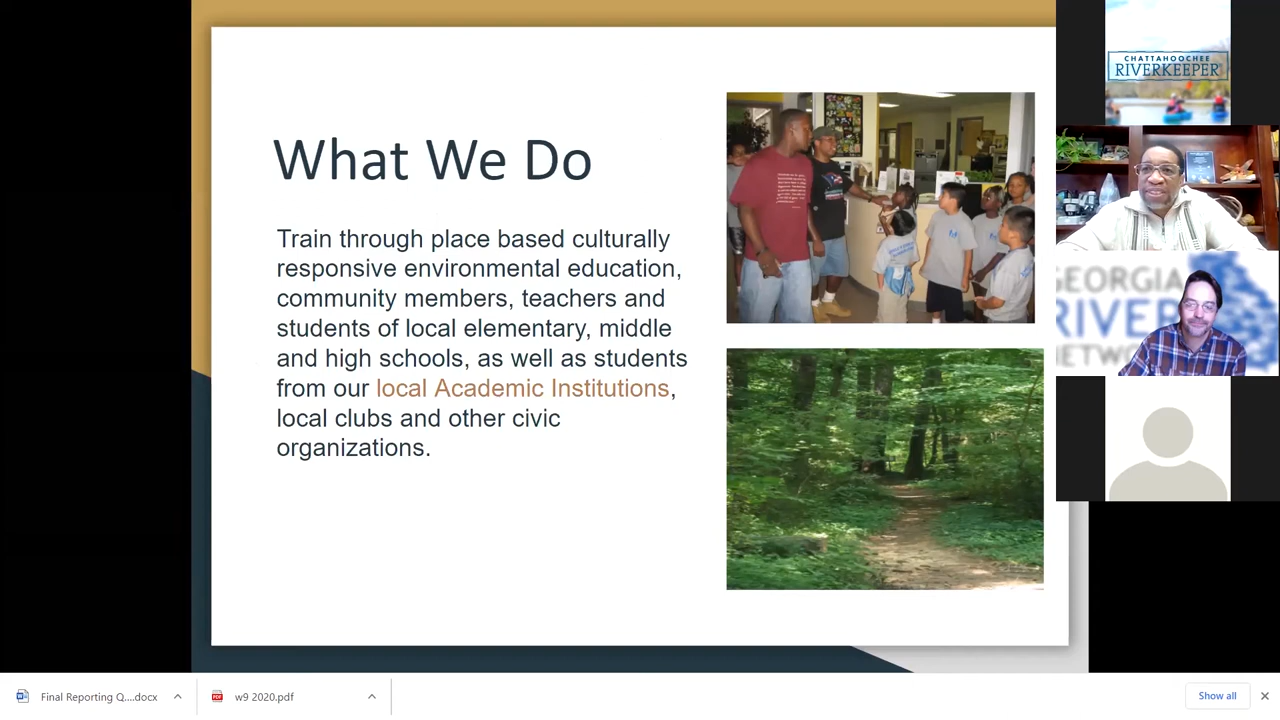 What We Do
Train through place based culturally
responsive environmental education,
community members, teachers and
students of local elementary, middle
and high schools, as well as students
from our local Academic Institutions,
local clubs and other civic
organizations.
CHATTAHOOCHEE
RIVERKEEPER
GEORGIA
RIVER
NETWO
Final Reporting Q....docx
w9 2020.pdf
Show all